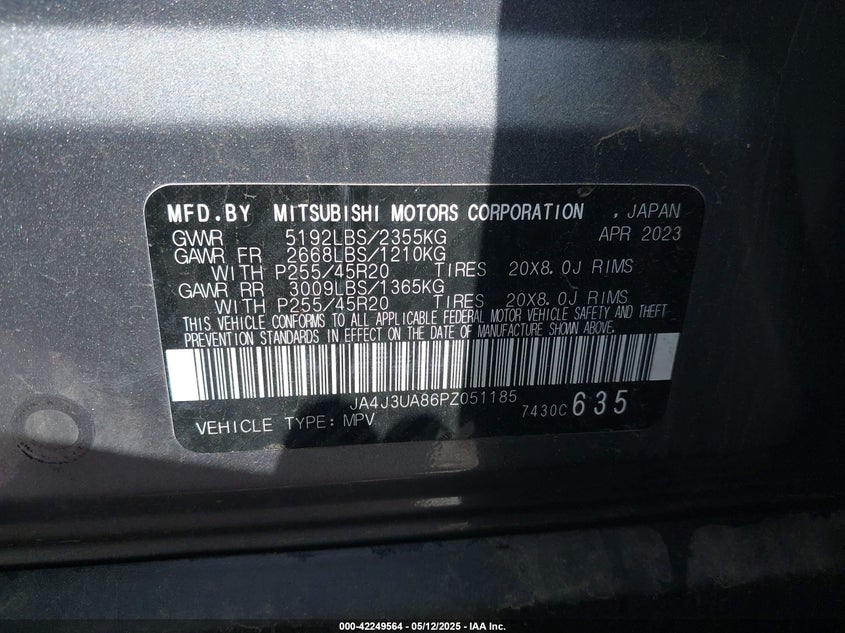 MFD.BY MITSUBISHI MOTORS CORPORATION , JAPAN
GVWR 5192LBS/2355KG APR 2023
GAWR FR 2668LBS/1210KG
WITH P255/45R20 TIRES 20X8.0J RIMS
GAWR RR 3009LBS/1365KG
WITH P255/45R20 TIRES 20X8.0J RIMS
THIS VEHICLE CONFORMS TO ALL APPLICABLE FEDERAL MOTOR VEHICLE SAFETY AND THEFT
PREVENTION STANDARDS IN EFFECT ON THE DATE OF MANUFACTURE SHOWN ABOVE.
JA4J3UA86PZ051185
VEHICLE TYPE: MPV 7430C 635
000-42249564 - 05/12/2025 - IAA Inc.